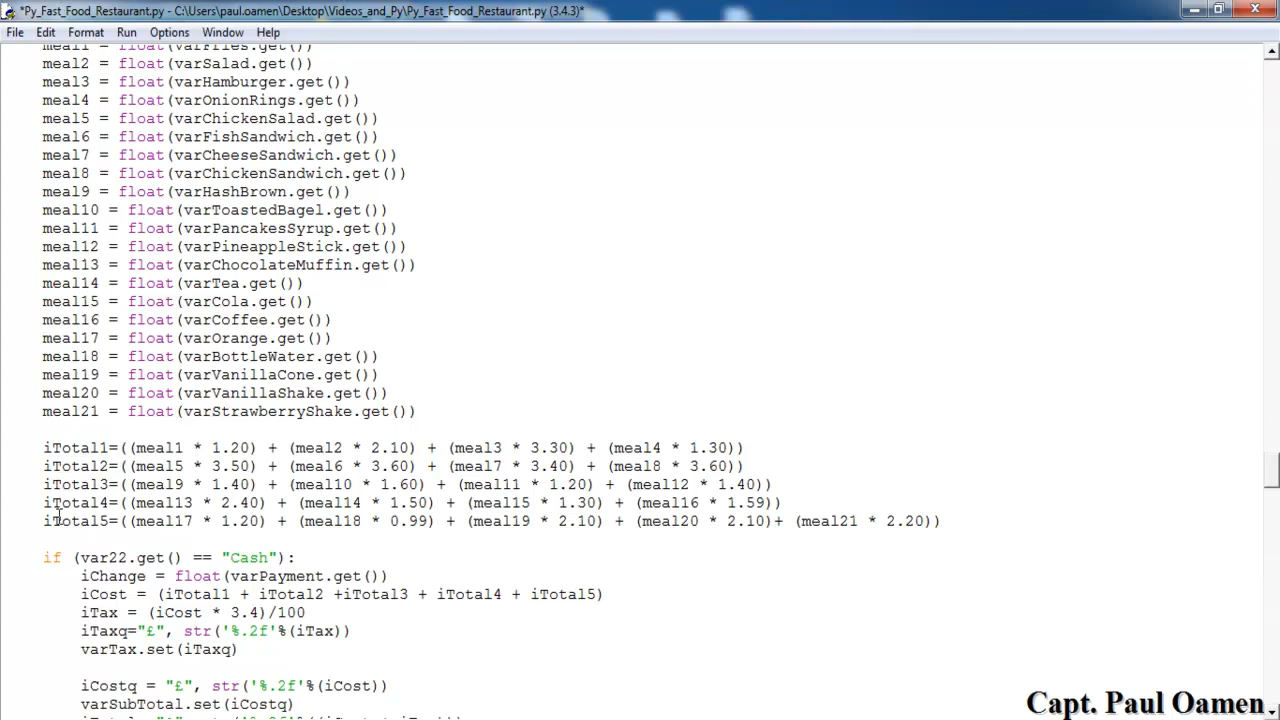 *Py_Fast_Food_Restaurant.py - C:\Users\paul.oamen\Desktop\Videos_and_Py\Py_Fast_Food_Restaurant.py (3.4.3)*
File Edit Format Run Options Window Help
meal1 = float(varFries.get())
meal2 = float(varSalad.get())
meal3 = float(varHamburger.get())
meal4 = float(varOnionRings.get())
meal5 = float(varChickenSalad.get())
meal6 = float(varFishSandwich.get())
meal7 = float(varCheeseSandwich.get())
meal8 = float(varChickenSandwich.get())
meal9 = float(varHashBrown.get())
meal10 = float(varToastedBagel.get())
meal11 = float(varPancakesSyrup.get())
meal12 = float(varPineappleStick.get())
meal13 = float(varChocolateMuffin.get())
meal14 = float(varTea.get())
meal15 = float(varCola.get())
meal16 = float(varCoffee.get())
meal17 = float(varOrange.get())
meal18 = float(varBottleWater.get())
meal19 = float(varVanillaCone.get())
meal20 = float(varVanillaShake.get())
meal21 = float(varStrawberryShake.get())
iTotal1=((meal1 * 1.20) + (meal2 * 2.10) + (meal3 * 3.30) + (meal4 * 1.30))
iTotal2=((meal5 * 3.50) + (meal6 * 3.60) + (meal7 * 3.40) + (meal8 * 3.60))
iTotal3=((meal9 * 1.40) + (meal10 * 1.60) + (meal11 * 1.20) + (meal12 * 1.40))
iTotal4=((meal13 * 2.40) + (meal14 * 1.50) + (meal15 * 1.30) + (meal16 * 1.59))
iTotal5=((meal17 * 1.20) + (meal18 * 0.99) + (meal19 * 2.10) + (meal20 * 2.10)+ (meal21 * 2.20))
if (var22.get() == "Cash"):
iChange = float(varPayment.get())
iCost = (iTotal1 + iTotal2 +iTotal3 + iTotal4 + iTotal5)
iTax = (iCost * 3.4)/100
iTaxq="£", str('%.2f'%(iTax))
varTax.set(iTaxq)
iCostq = "£", str('%.2f'%(iCost))
varSubTotal.set(iCostq)
Capt. Paul Oamen